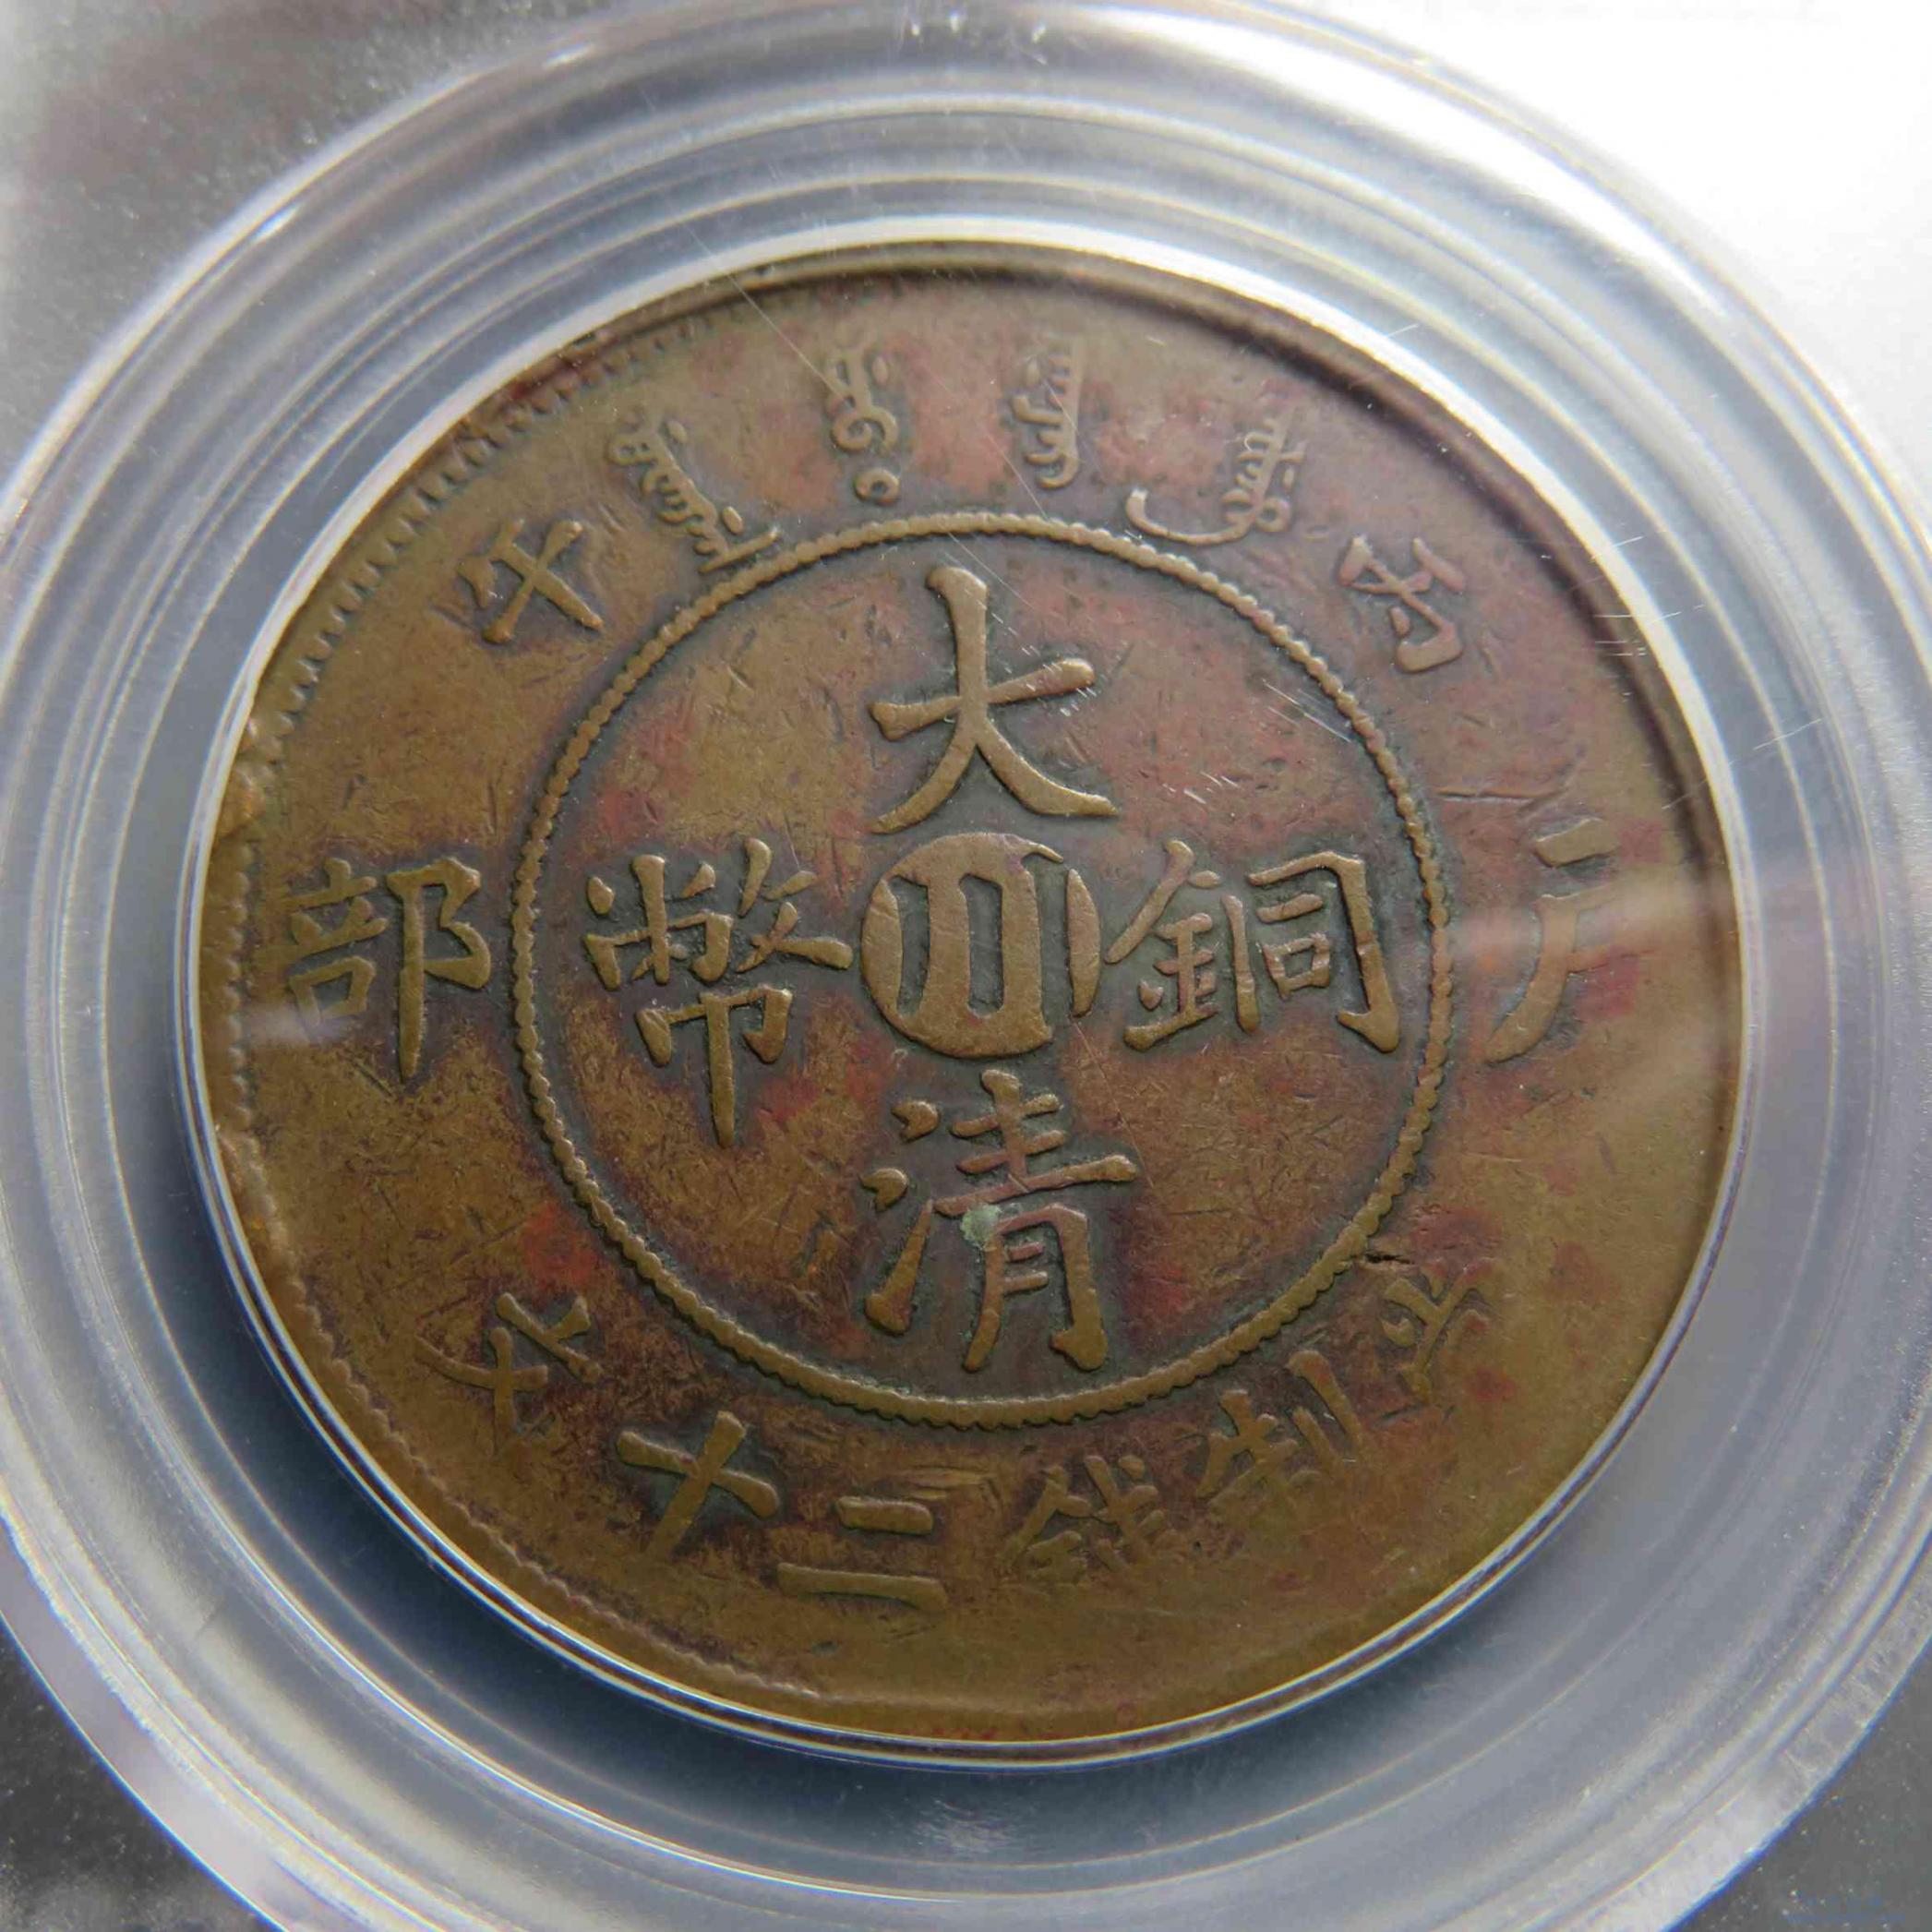 丙午
戶部
大清銅幣
川
當制錢二十文